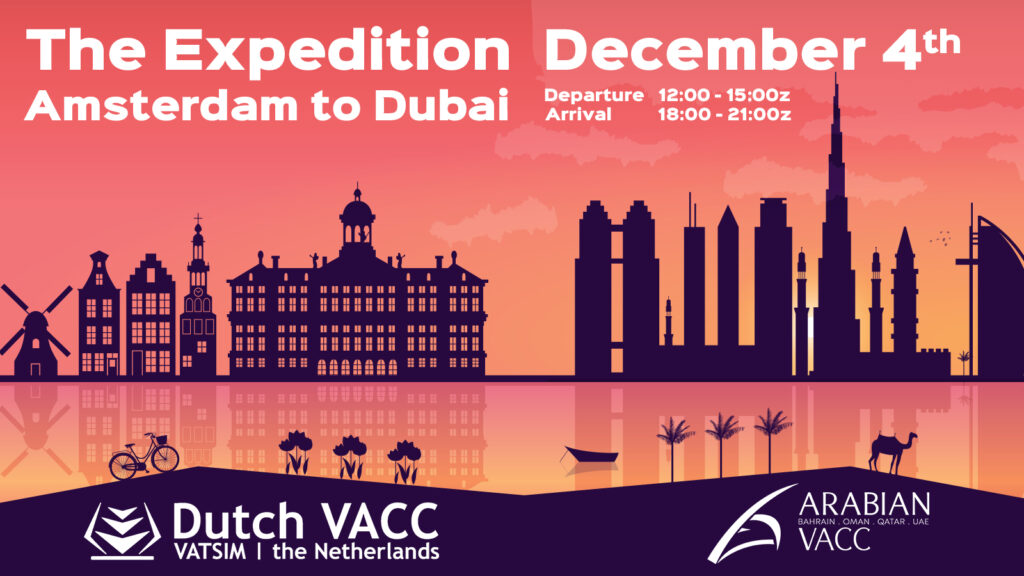 The Expedition
Amsterdam to Dubai
December 4th
Departure 12:00 - 15:00z
Arrival 18:00 - 21:00z
Dutch VACC
VATSIM | the Netherlands
ARABIAN
BAHRAIN . OMAN . QATAR . UAE
VACC